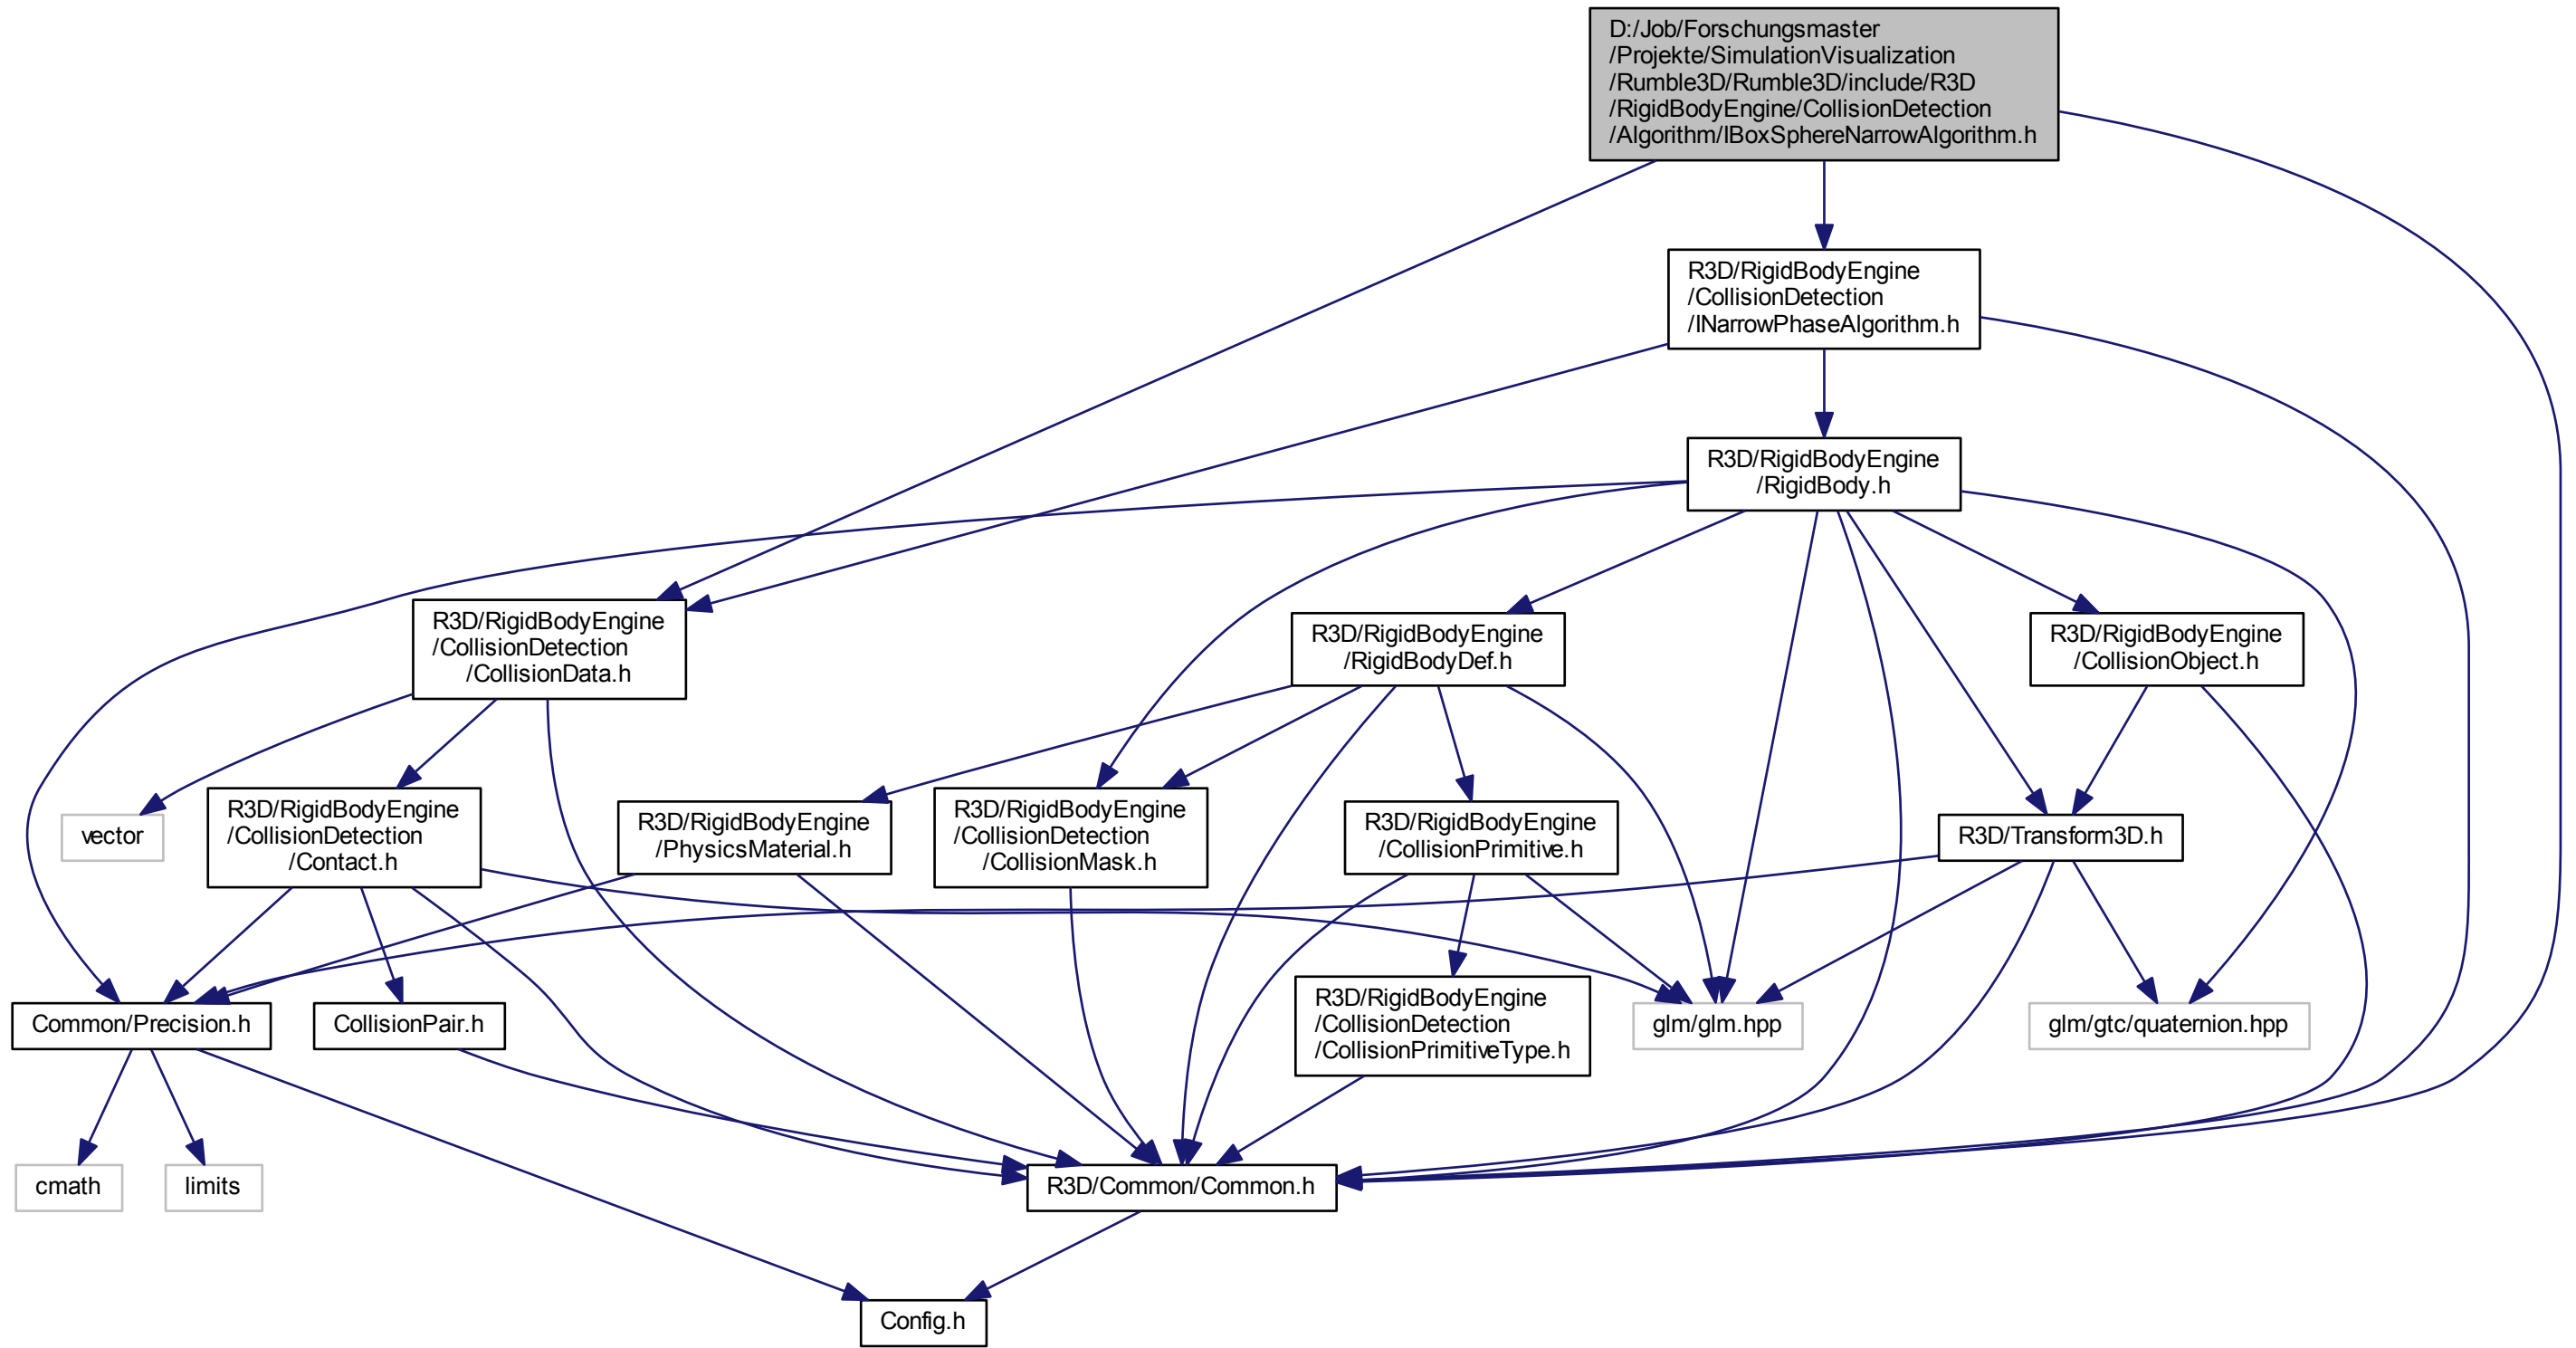 D:/Job/Forschungsmaster
/Projekte/SimulationVisualization
/Rumble3D/Rumble3D/include/R3D
/RigidBodyEngine/CollisionDetection
/Algorithm/IBoxSphereNarrowAlgorithm.h
R3D/RigidBodyEngine
/CollisionDetection
/INarrowPhaseAlgorithm.h
R3D/RigidBodyEngine
/RigidBody.h
R3D/RigidBodyEngine
/CollisionDetection
/CollisionData.h
R3D/RigidBodyEngine
/RigidBodyDef.h
R3D/RigidBodyEngine
/CollisionObject.h
vector
R3D/RigidBodyEngine
/CollisionDetection
/Contact.h
R3D/RigidBodyEngine
/PhysicsMaterial.h
R3D/RigidBodyEngine
/CollisionDetection
/CollisionMask.h
R3D/RigidBodyEngine
/CollisionPrimitive.h
R3D/Transform3D.h
Common/Precision.h
CollisionPair.h
R3D/RigidBodyEngine
/CollisionDetection
/CollisionPrimitiveType.h
glm/glm.hpp
glm/gtc/quaternion.hpp
cmath
limits
R3D/Common/Common.h
Config.h